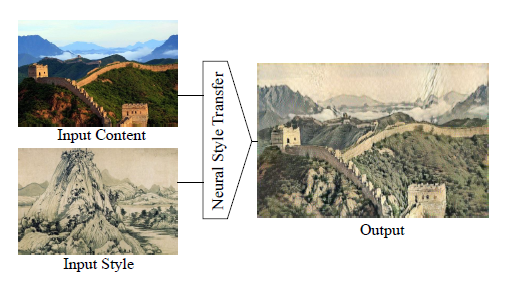 Input Content
Neural Style Transfer
Input Style
Output